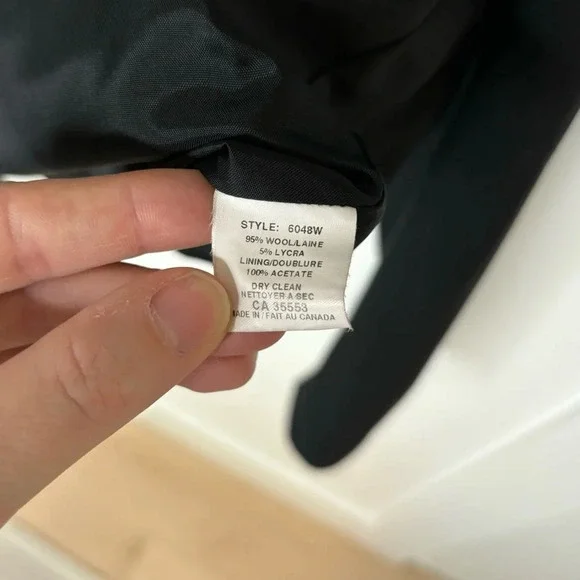 STYLE: 6048W
95% WOOL/LAINE
5% LYCRA
LINING/DOUBLURE
100% ACETATE
DRY CLEAN
NETTOYER A SEC
CA 35553
MADE IN / FAIT AU CANADA